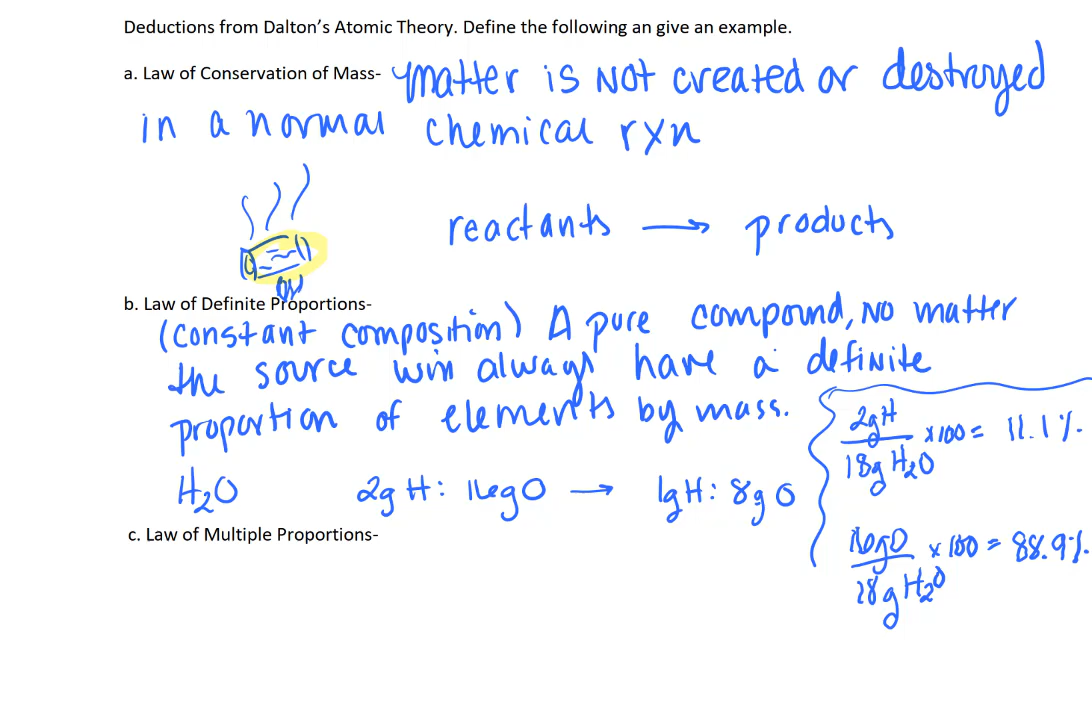 Deductions from Dalton's Atomic Theory. Define the following an give an example.
a. Law of Conservation of Mass- matter is not created or destroyed
in a normal chemical rxn
reactants → products
b. Law of Definite Proportions-
(constant composition) A pure compound, no matter
the source will always have a definite
proportion of elements by mass.
2gH
/18g H₂O × 100 = 11.1%
H₂O 2g H : 16g O → 1g H : 8g O
c. Law of Multiple Proportions-
16gO
/18g H₂O × 100 = 88.9%